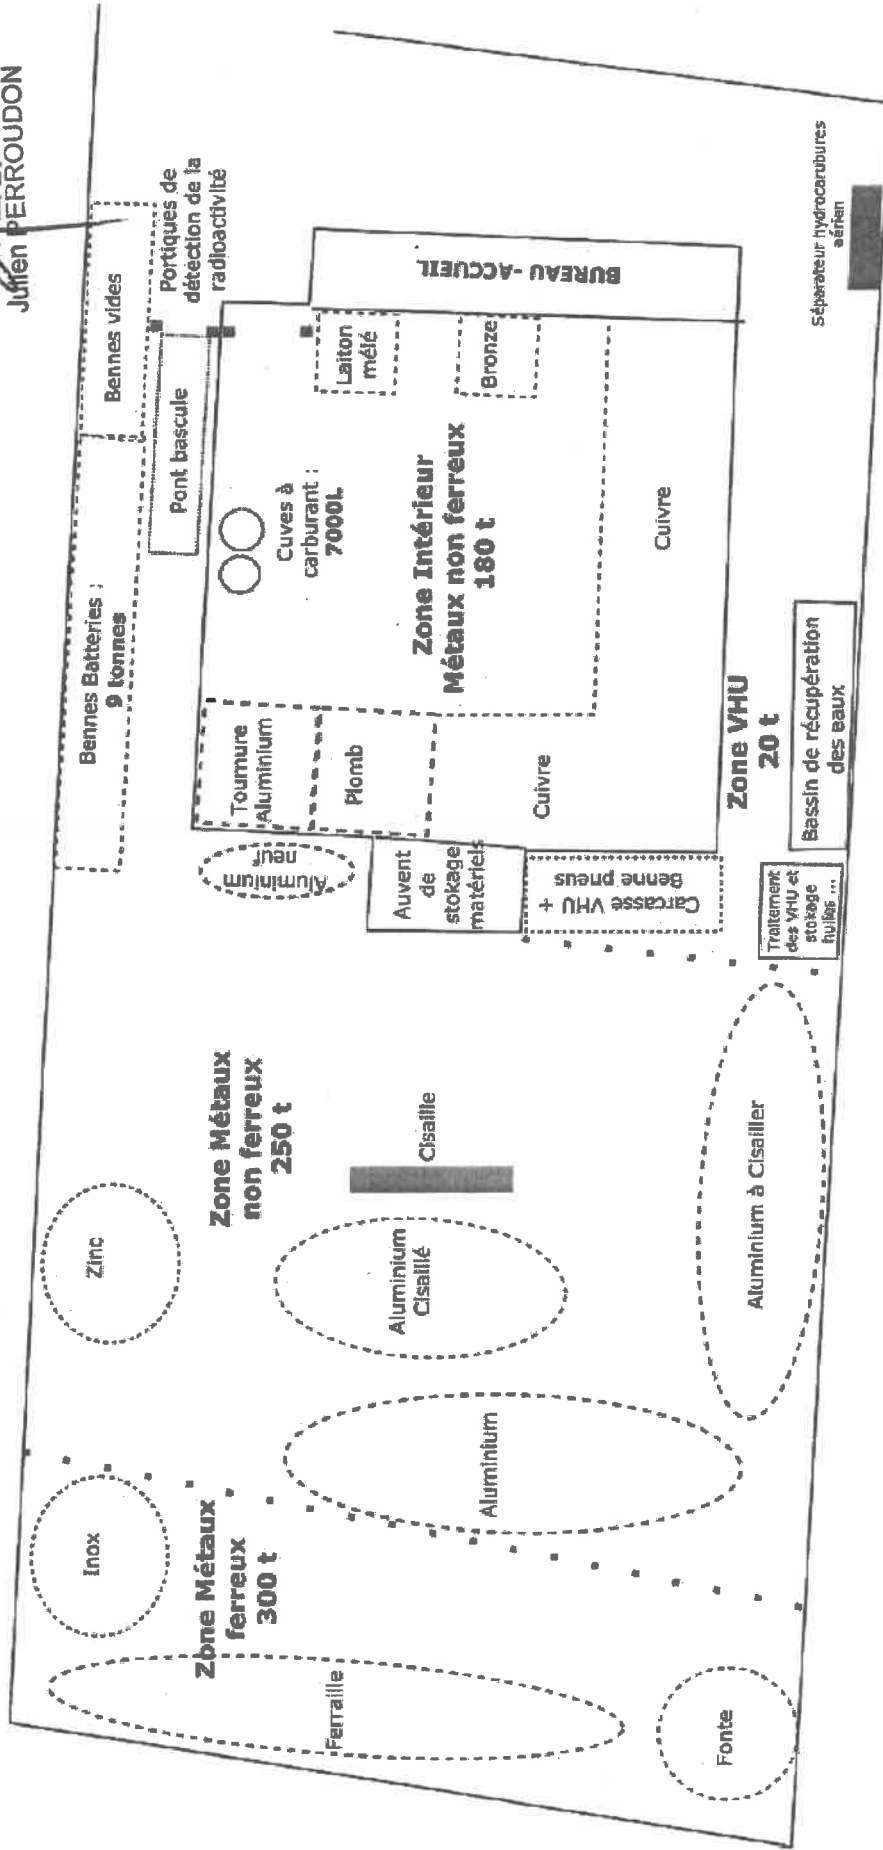 Julien PERROUDON
Bennes vides
Portiques de
détection de la
radioactivité
Bennes Batteries :
9 tonnes
Pont bascule
Cuves à
carburant :
7000L
Laiton
mêlé
Bronze
BUREAU-ACCUEIL
Séparateur hydrocarubures
aérien
Zone Intérieur
Métaux non ferreux
180 t
Cuivre
Tournure
Aluminium
Plomb
Cuivre
Zone VHU
20 t
Bassin de récupération
des eaux
Aluminium
neuf
Auvent
de
stokage
matériels
Carcasse VHU +
Benne pneus
Traitement
des VHU et
stokage
huiles ...
Zone Métaux
non ferreux
250 t
Cisaille
Zinc
Aluminium
Cisaillé
Aluminium à Cisailler
Aluminium
Inox
Zone Métaux
ferreux
300 t
Ferraille
Fonte